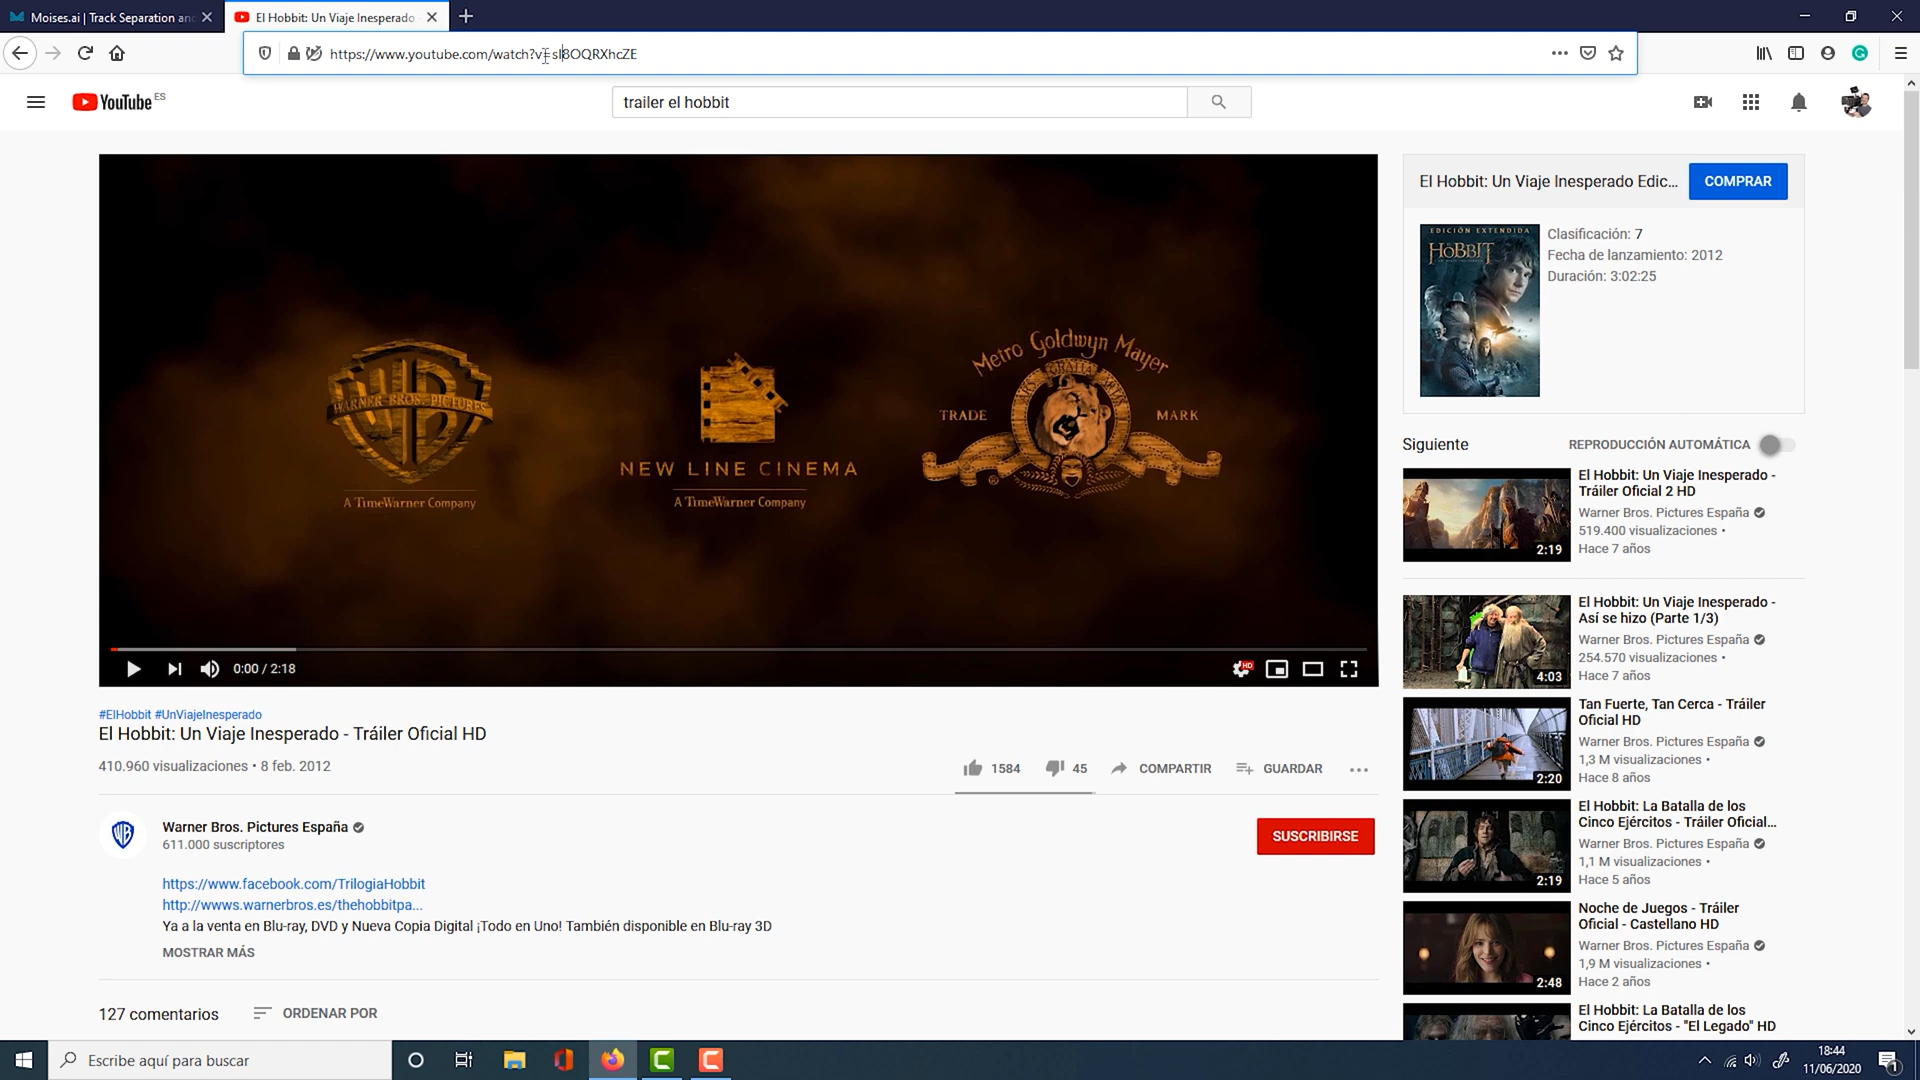 Moises.ai | Track Separation an
El Hobbit: Un Viaje Inesperado
https://www.youtube.com/watch?v=sI8OQRXhcZE
YouTube ES
trailer el hobbit
WARNER BROS. PICTURES
A TimeWarner Company
NEW LINE CINEMA
A TimeWarner Company
Metro Goldwyn Mayer
ARS GRATIA ARTIS
TRADE MARK
0:00 / 2:18
HD
#ElHobbit #UnViajeInesperado
El Hobbit: Un Viaje Inesperado - Tráiler Oficial HD
410.960 visualizaciones • 8 feb. 2012
1584
45
COMPARTIR
GUARDAR
Warner Bros. Pictures España
611.000 suscriptores
SUSCRIBIRSE
https://www.facebook.com/TrilogiaHobbit
http://wwws.warnerbros.es/thehobbitpa...
Ya a la venta en Blu-ray, DVD y Nueva Copia Digital ¡Todo en Uno! También disponible en Blu-ray 3D
MOSTRAR MÁS
127 comentarios
ORDENAR POR
El Hobbit: Un Viaje Inesperado Edic...
COMPRAR
EDICIÓN EXTENDIDA
HOBBIT
Clasificación: 7
Fecha de lanzamiento: 2012
Duración: 3:02:25
Siguiente
REPRODUCCIÓN AUTOMÁTICA
2:19
El Hobbit: Un Viaje Inesperado -
Tráiler Oficial 2 HD
Warner Bros. Pictures España
519.400 visualizaciones •
Hace 7 años
4:03
El Hobbit: Un Viaje Inesperado -
Así se hizo (Parte 1/3)
Warner Bros. Pictures España
254.570 visualizaciones •
Hace 7 años
2:20
Tan Fuerte, Tan Cerca - Tráiler
Oficial HD
Warner Bros. Pictures España
1,3 M visualizaciones •
Hace 8 años
2:19
El Hobbit: La Batalla de los
Cinco Ejércitos - Tráiler Oficial...
Warner Bros. Pictures España
1,1 M visualizaciones •
Hace 5 años
2:48
Noche de Juegos - Tráiler
Oficial - Castellano HD
Warner Bros. Pictures España
1,9 M visualizaciones •
Hace 2 años
El Hobbit: La Batalla de los
Cinco Ejércitos - "El Legado" HD
Escribe aquí para buscar
18:44
11/06/2020
1